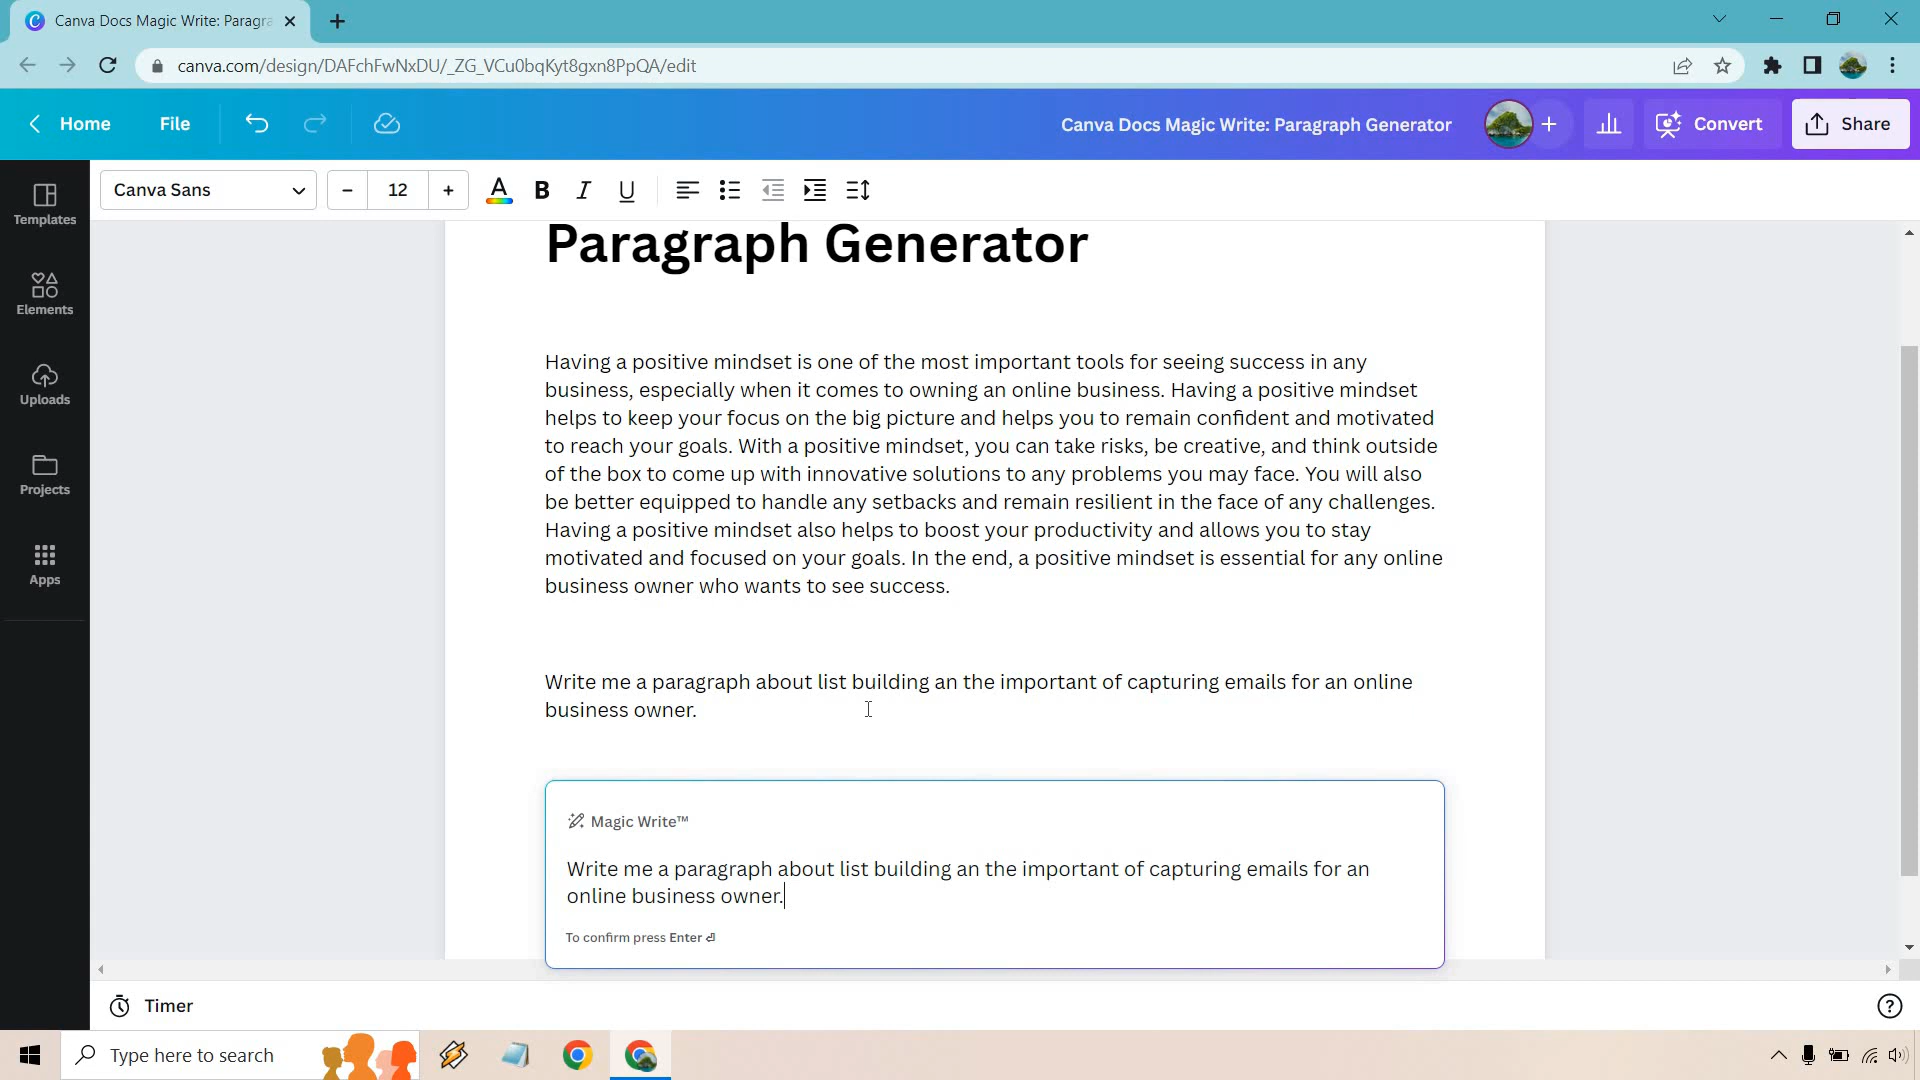 Canva Docs Magic Write: Paragra
canva.com/design/DAFchFwNxDU/_ZG_VCu0bqKyt8gxn8PpQA/edit
Home
File
Canva Docs Magic Write: Paragraph Generator
Convert
Share
Canva Sans
12
Templates
Elements
Uploads
Projects
Apps
Paragraph Generator
Having a positive mindset is one of the most important tools for seeing success in any
business, especially when it comes to owning an online business. Having a positive mindset
helps to keep your focus on the big picture and helps you to remain confident and motivated
to reach your goals. With a positive mindset, you can take risks, be creative, and think outside
of the box to come up with innovative solutions to any problems you may face. You will also
be better equipped to handle any setbacks and remain resilient in the face of any challenges.
Having a positive mindset also helps to boost your productivity and allows you to stay
motivated and focused on your goals. In the end, a positive mindset is essential for any online
business owner who wants to see success.
Write me a paragraph about list building an the important of capturing emails for an online
business owner.
Magic Write™
Write me a paragraph about list building an the important of capturing emails for an
online business owner.
To confirm press Enter ⏎
Timer
Type here to search